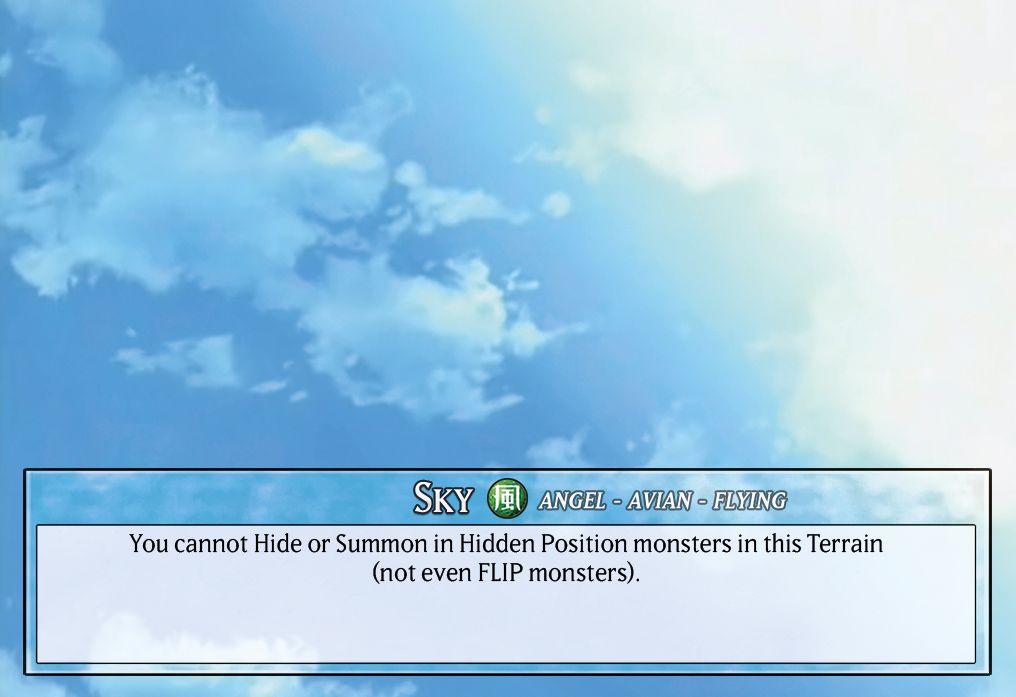 Sky 風 ANGEL - AVIAN - FLYING
You cannot Hide or Summon in Hidden Position monsters in this Terrain
(not even FLIP monsters).